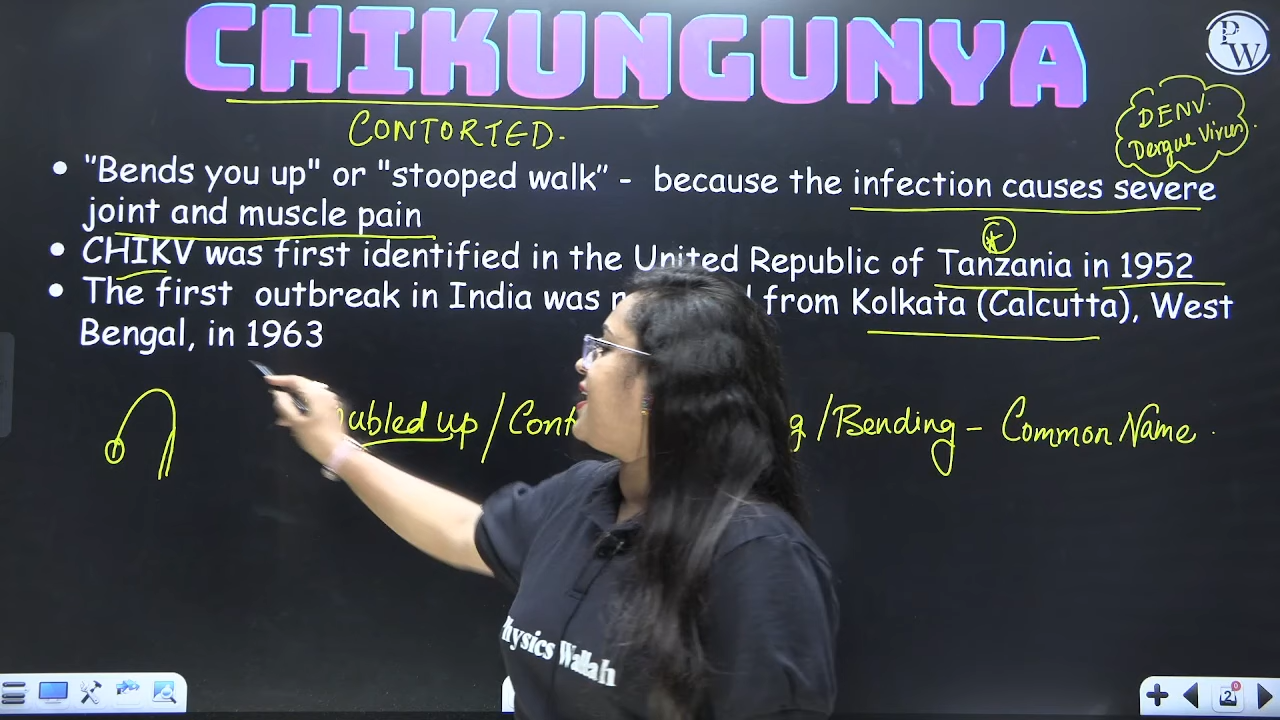 CHIKUNGUNYA
PW
CONTORTED.
DENV.
Dengue Virus.
• "Bends you up" or "stooped walk" - because the infection causes severe
joint and muscle pain
• CHIKV was first identified in the United Republic of Tanzania in 1952
• The first outbreak in India was from Kolkata (Calcutta), West
Bengal, in 1963
up / /Bending - Common Name.
Physics Wallah
2